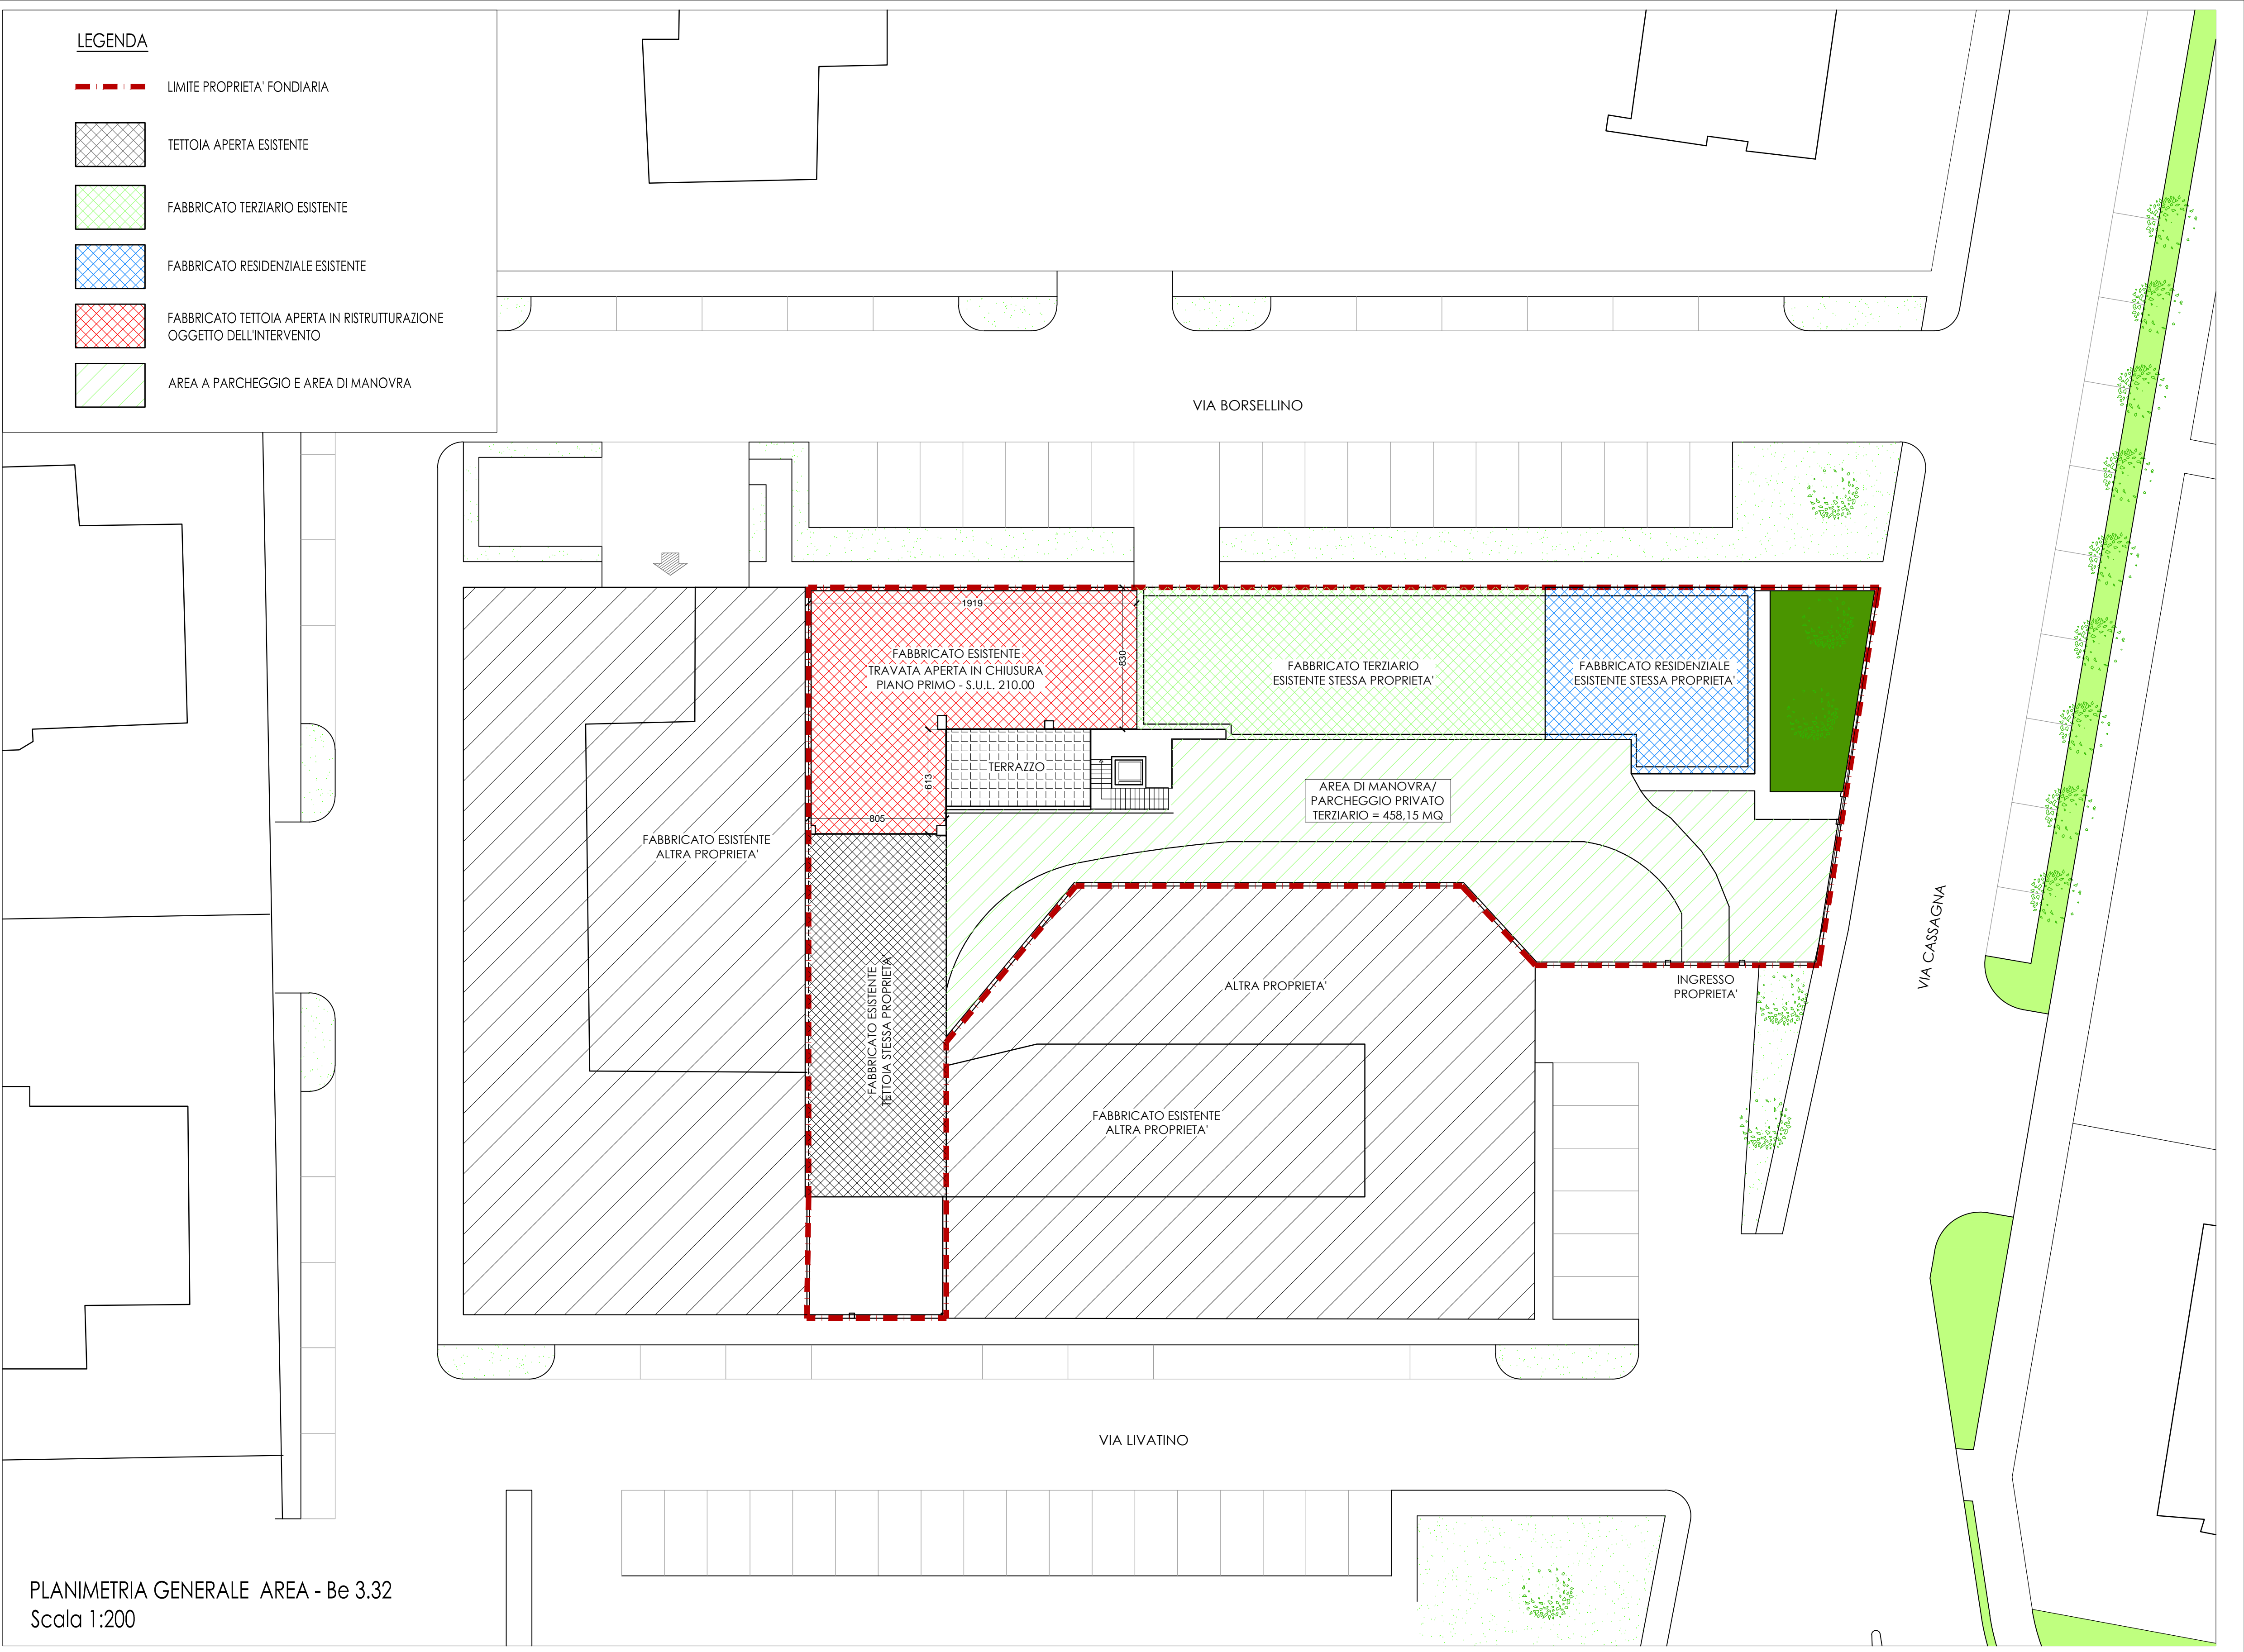 LEGENDA
LIMITE PROPRIETA' FONDIARIA
TETTOIA APERTA ESISTENTE
FABBRICATO TERZIARIO ESISTENTE
FABBRICATO RESIDENZIALE ESISTENTE
FABBRICATO TETTOIA APERTA IN RISTRUTTURAZIONE
OGGETTO DELL'INTERVENTO
AREA A PARCHEGGIO E AREA DI MANOVRA
VIA BORSELLINO
1919
FABBRICATO ESISTENTE
TRAVATA APERTA IN CHIUSURA
PIANO PRIMO - S.U.L. 210.00
830
FABBRICATO TERZIARIO
ESISTENTE STESSA PROPRIETA'
FABBRICATO RESIDENZIALE
ESISTENTE STESSA PROPRIETA'
TERRAZZO
613
805
AREA DI MANOVRA/
PARCHEGGIO PRIVATO
TERZIARIO = 458,15 MQ
FABBRICATO ESISTENTE
ALTRA PROPRIETA'
FABBRICATO ESISTENTE
TETTOIA STESSA PROPRIETA'
ALTRA PROPRIETA'
INGRESSO
PROPRIETA'
VIA CASSAGNA
FABBRICATO ESISTENTE
ALTRA PROPRIETA'
VIA LIVATINO
PLANIMETRIA GENERALE AREA - Be 3.32
Scala 1:200